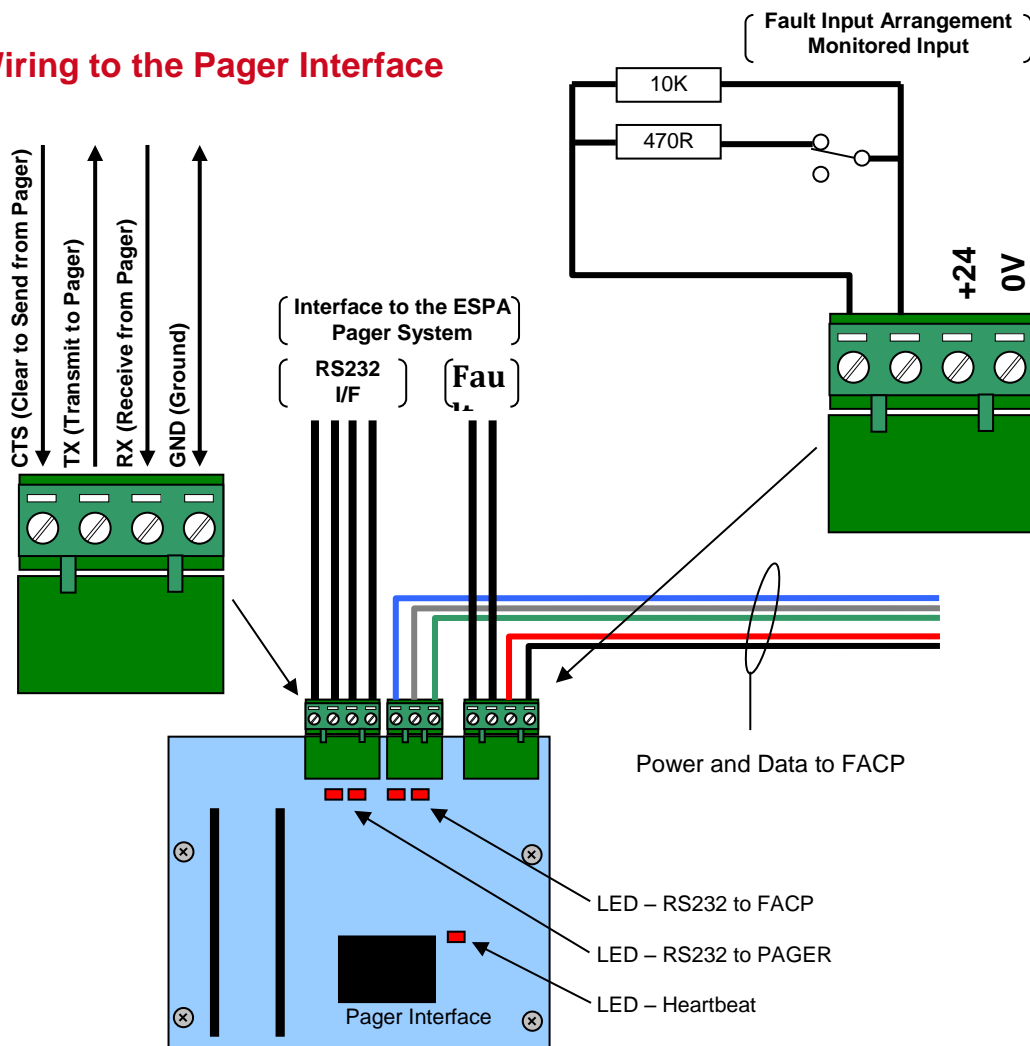 Wiring to the Pager Interface
Fault Input Arrangement
Monitored Input
10K
470R
+24
0V
CTS (Clear to Send from Pager)
TX (Transmit to Pager)
RX (Receive from Pager)
GND (Ground)
Interface to the ESPA
Pager System
RS232
I/F
Fau
lt
Power and Data to FACP
LED – RS232 to FACP
LED – RS232 to PAGER
LED – Heartbeat
Pager Interface